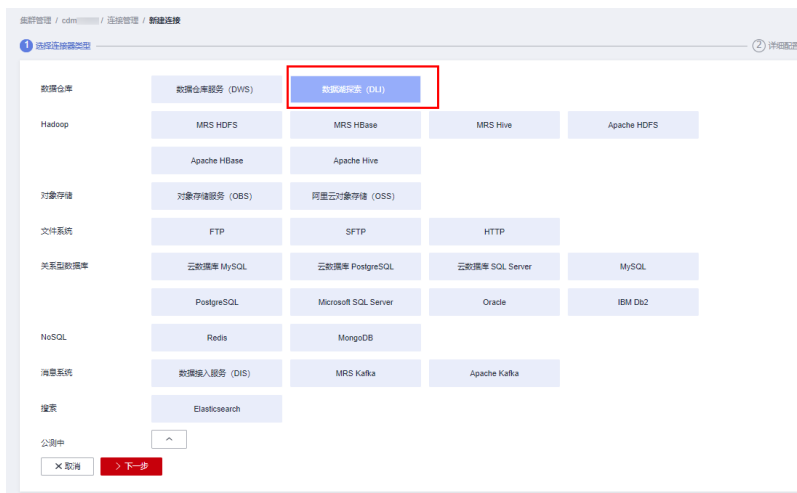 集群管理 / cdm / 连接管理 / 新建连接
1 选择连接器类型 2 详细配置
数据仓库 数据仓库服务（DWS） 数据湖探索（DLI）
Hadoop MRS HDFS MRS HBase MRS Hive Apache HDFS
Apache HBase Apache Hive
对象存储 对象存储服务（OBS） 阿里云对象存储（OSS）
文件系统 FTP SFTP HTTP
关系型数据库 云数据库 MySQL 云数据库 PostgreSQL 云数据库 SQL Server MySQL
PostgreSQL Microsoft SQL Server Oracle IBM Db2
NoSQL Redis MongoDB
消息系统 数据接入服务（DIS） MRS Kafka Apache Kafka
搜索 Elasticsearch
公测中
取消 下一步